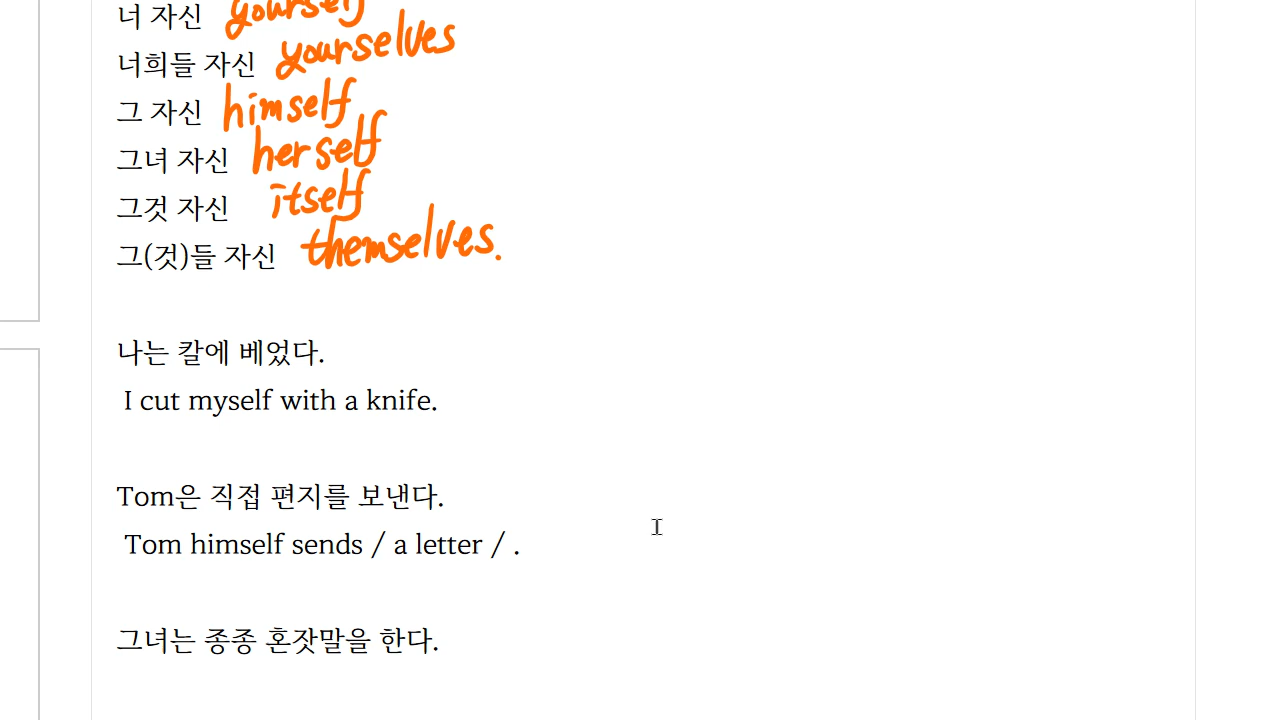 너 자신 yourself
너희들 자신 yourselves
그 자신 himself
그녀 자신 herself
그것 자신 itself
그(것)들 자신 themselves.
나는 칼에 베었다.
I cut myself with a knife.
Tom은 직접 편지를 보낸다.
Tom himself sends / a letter / .
그녀는 종종 혼잣말을 한다.